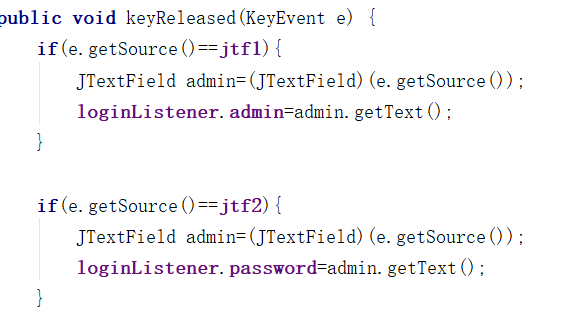 public void keyReleased(KeyEvent e) {
if(e.getSource()==jtf1){
JTextField admin=(JTextField)(e.getSource());
loginListener.admin=admin.getText();
}
if(e.getSource()==jtf2){
JTextField admin=(JTextField)(e.getSource());
loginListener.password=admin.getText();
}